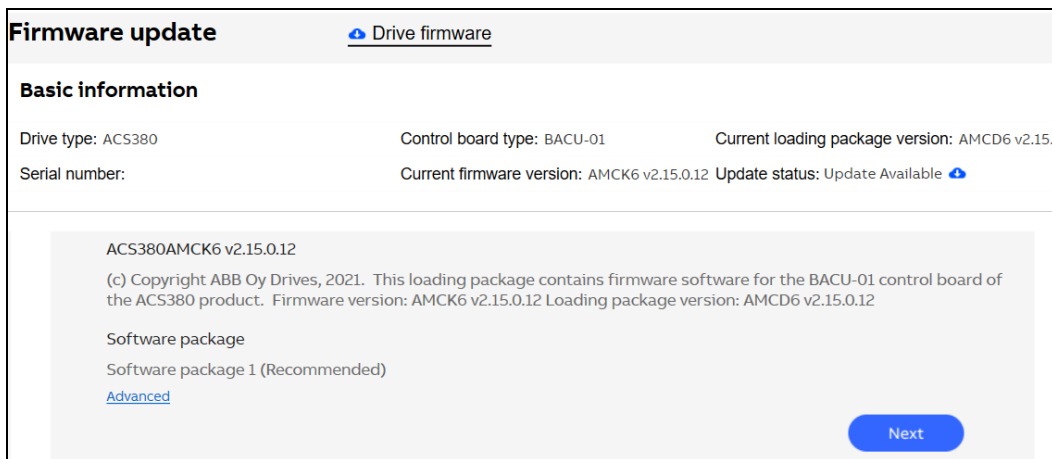 Firmware update
Drive firmware
Basic information
Drive type: ACS380
Control board type: BACU-01
Current loading package version: AMCD6 v2.15.
Serial number:
Current firmware version: AMCK6 v2.15.0.12
Update status: Update Available
ACS380AMCK6 v2.15.0.12
(c) Copyright ABB Oy Drives, 2021. This loading package contains firmware software for the BACU-01 control board of
the ACS380 product. Firmware version: AMCK6 v2.15.0.12 Loading package version: AMCD6 v2.15.0.12
Software package
Software package 1 (Recommended)
Advanced
Next